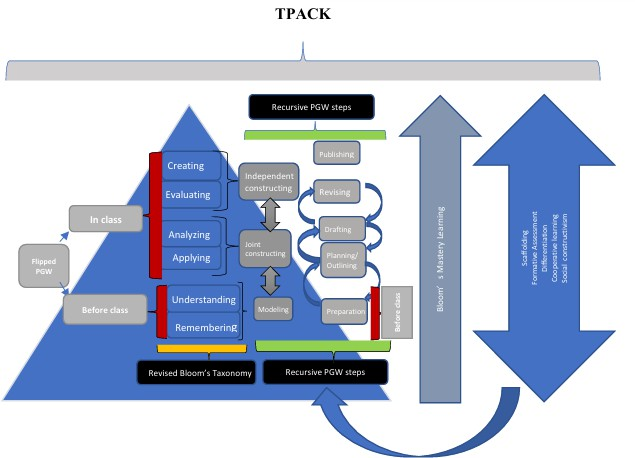 TPACK
Recursive PGW steps
Publishing
Creating
Evaluating
Independent
constructing
Revising
In class
Analyzing
Applying
Joint
constructing
Drafting
Planning/
Outlining
Flipped
PGW
Before class
Understanding
Remembering
Modeling
Preparation
Before class
Revised Bloom's Taxonomy
Recursive PGW steps
Bloom' s Mastery Learning
Scaffolding
Formative Assessment
Differentiation
Cooperative learning
Social constructivism